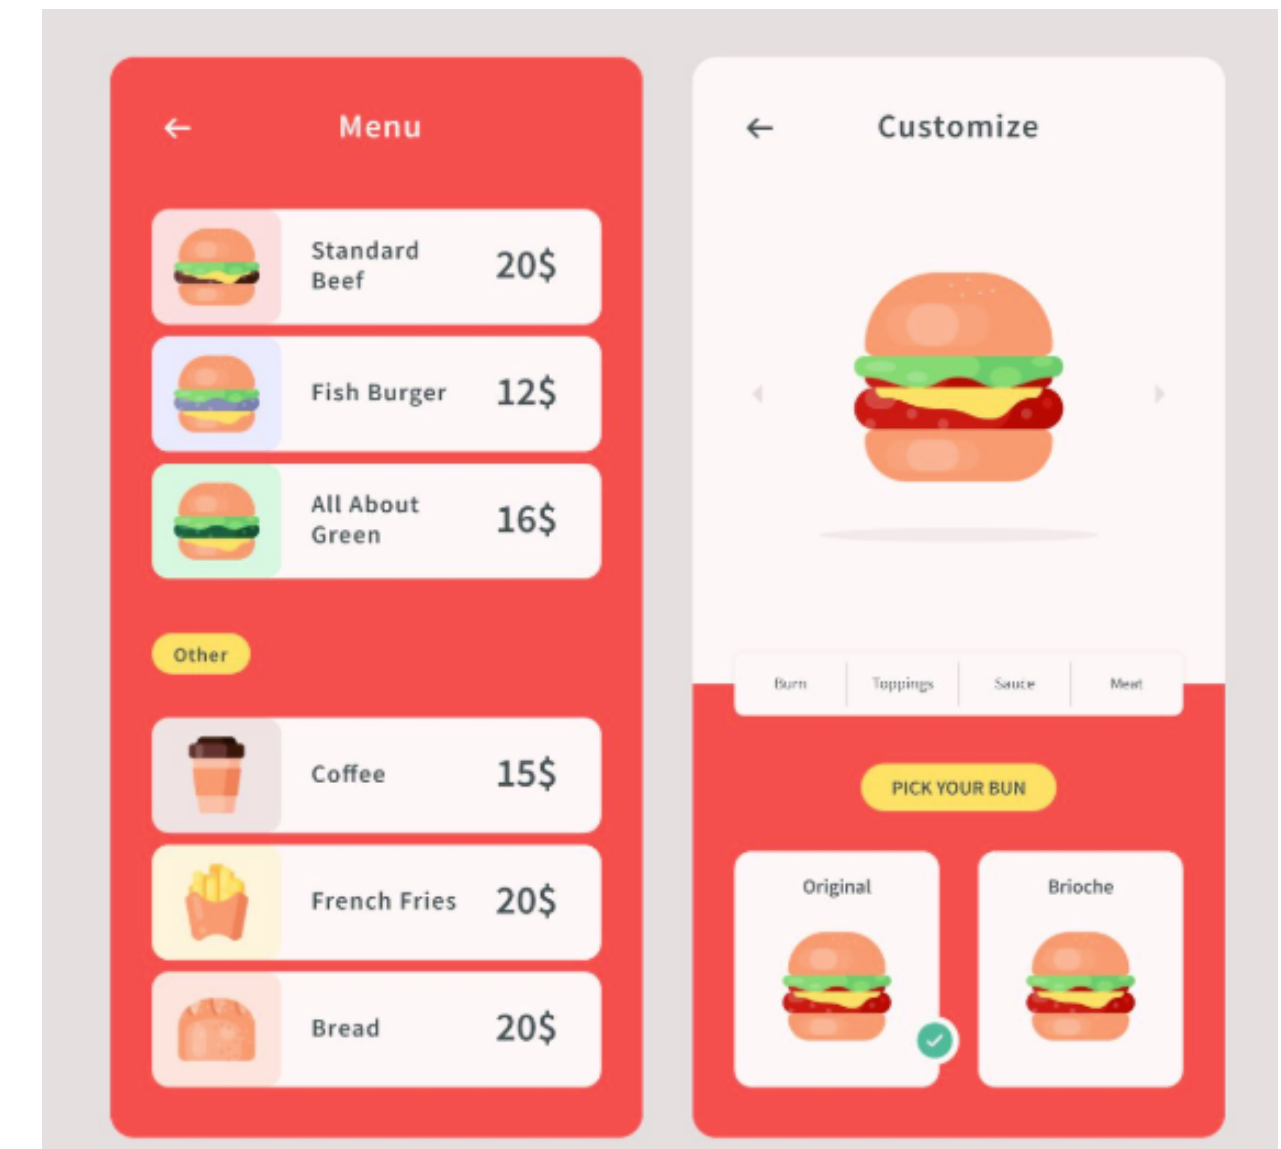 Menu
Standard
Beef
20$
Fish Burger
12$
All About
Green
16$
Other
Coffee
15$
French Fries
20$
Bread
20$
Customize
Burn
Toppings
Sauce
Meat
PICK YOUR BUN
Original
Brioche